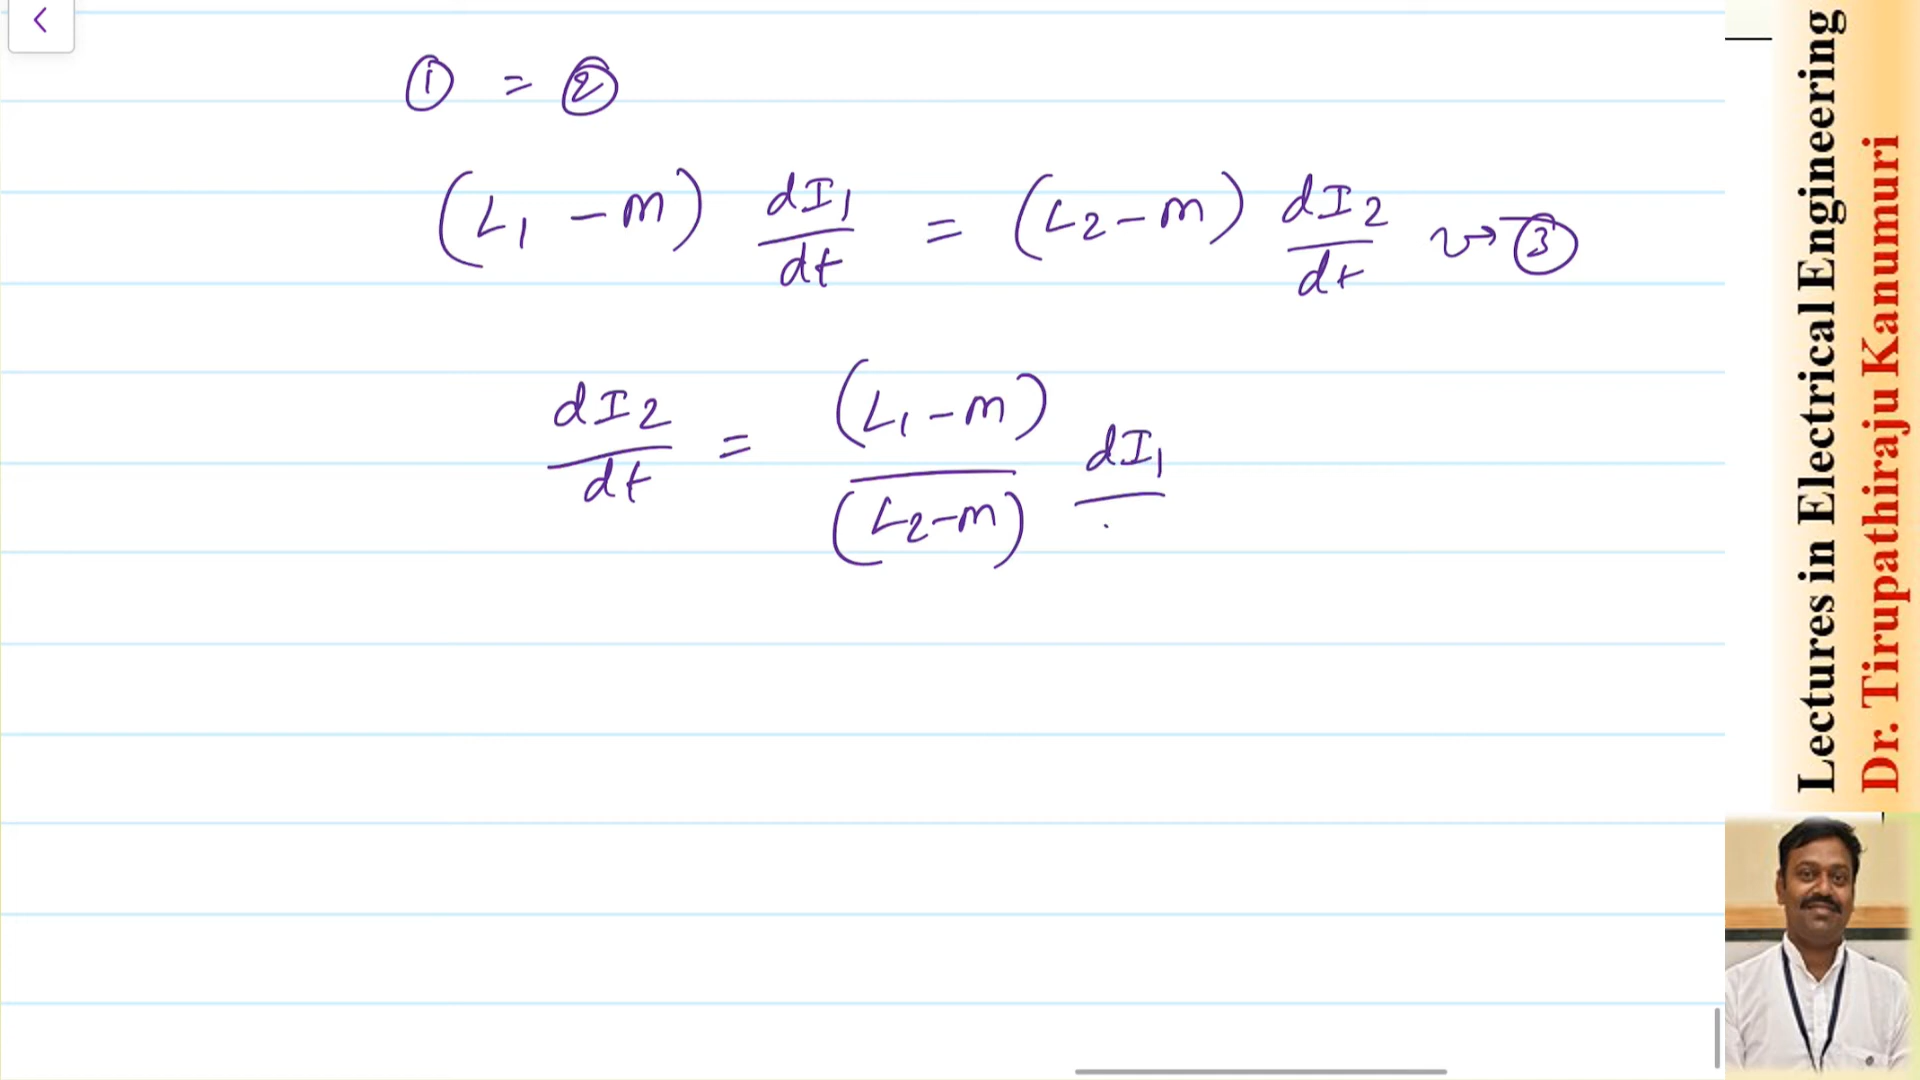 ① = ②
(L1 - m) dI1/dt = (L2 - m) dI2/dt → ③
dI2/dt = (L1 - m)/(L2 - m) dI1/
Lectures in Electrical Engineering
Dr. Tirupathiraju Kanumuri